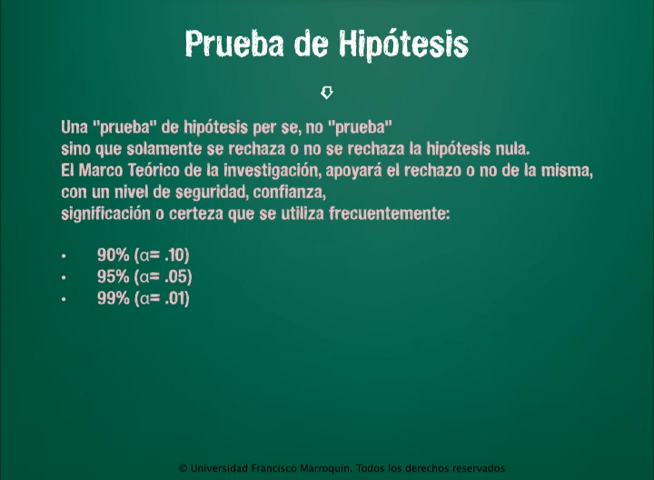 Prueba de Hipótesis
Una "prueba" de hipótesis per se, no "prueba"
sino que solamente se rechaza o no se rechaza la hipótesis nula.
El Marco Teórico de la investigación, apoyará el rechazo o no de la misma,
con un nivel de seguridad, confianza,
significación o certeza que se utiliza frecuentemente:
• 90% (α= .10)
• 95% (α= .05)
• 99% (α= .01)
© Universidad Francisco Marroquín. Todos los derechos reservados